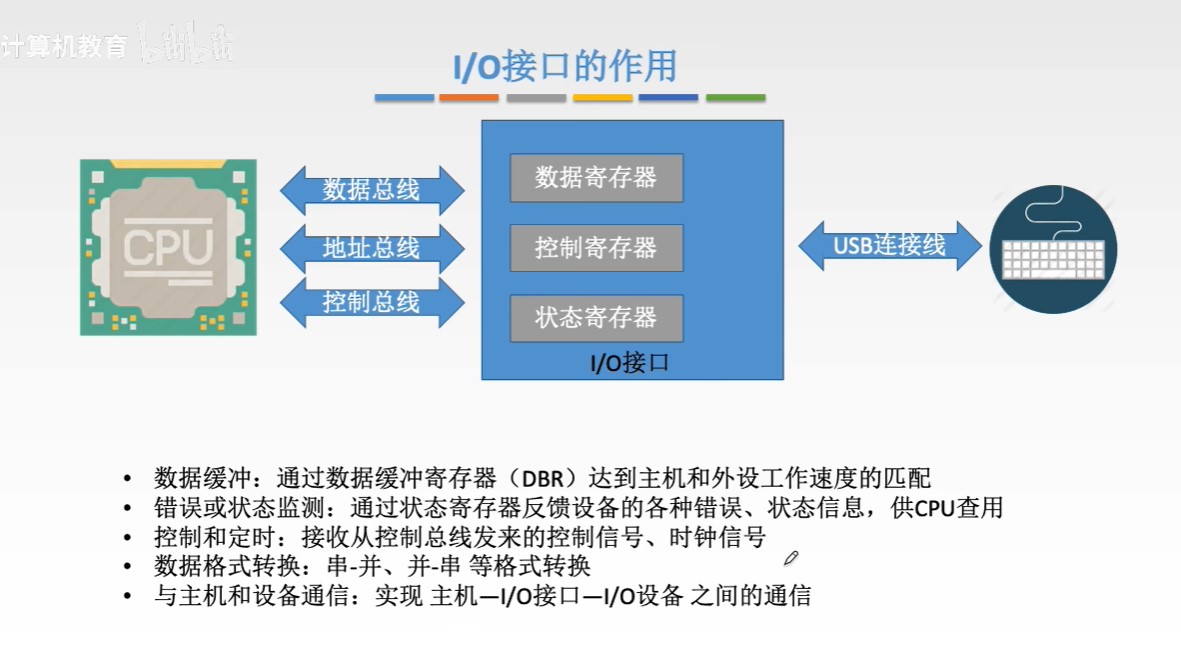 计算机教育 bilibili
I/O接口的作用
CPU
数据总线
地址总线
控制总线
数据寄存器
控制寄存器
状态寄存器
I/O接口
USB连接线
• 数据缓冲：通过数据缓冲寄存器（DBR）达到主机和外设工作速度的匹配
• 错误或状态监测：通过状态寄存器反馈设备的各种错误、状态信息，供CPU查用
• 控制和定时：接收从控制总线发来的控制信号、时钟信号
• 数据格式转换：串-并、并-串 等格式转换
• 与主机和设备通信：实现 主机—I/O接口—I/O设备 之间的通信